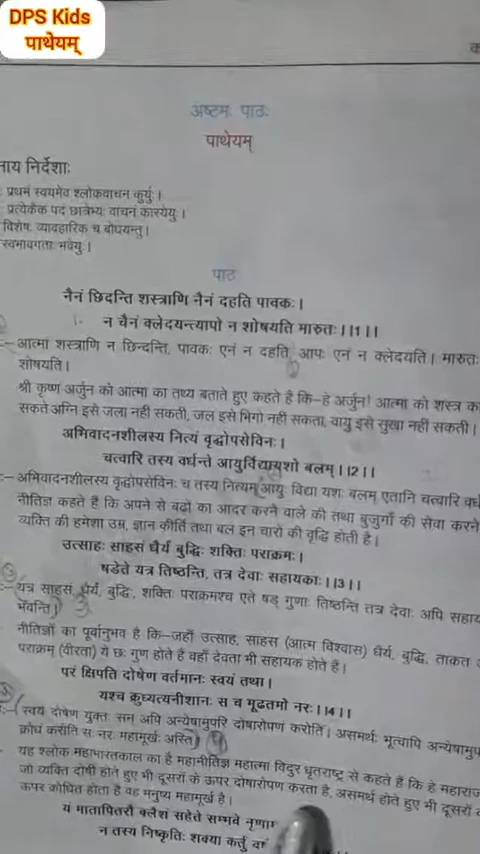 DPS Kids
पाथेयम्
अष्टमः पाठः
पाथेयम्
नाय निर्देशाः
प्रथमं स्वयमेव श्लोकवाचन कुर्युः।
प्रत्येकैक पद छात्रेभ्यः वाचनं कारयेयुः।
विशेषः व्यावहारिक च बोधयन्तु।
स्वभावगताः भवेयुः।
पाठ
नैनं छिदन्ति शस्त्राणि नैनं दहति पावकः।
न चैनं क्लेदयन्त्यापो न शोषयति मारुतः।।1।।
आत्मा शस्त्राणि न छिन्दन्ति, पावकः एनं न दहति, आपः एनं न क्लेदयति। मारुतः
शोषयति।
श्री कृष्ण अर्जुन को आत्मा का तथ्य बताते हुए कहते है कि–हे अर्जुन! आत्मा को शस्त्र का
सकते अग्नि इसे जला नहीं सकती, जल इसे भिगो नहीं सकता, वायु इसे सुखा नहीं सकती।
अभिवादनशीलस्य नित्यं वृद्धोपसेविनः।
चत्वारि तस्य वर्धन्ते आयुर्विद्यायशो बलम्।।2।।
अभिवादनशीलस्य वृद्धोपसेविनः च तस्य नित्यम् आयुः विद्या यशः बलम् एतानि चत्वारि वर्ध
नीतिज्ञ कहते हैं कि अपने से बढ़ो का आदर करने वाले की तथा बुजुर्गों की सेवा करने
व्यक्ति की हमेशा उम्र, ज्ञान कीर्ति तथा बल इन चारो की वृद्धि होती है।
उत्साहः साहसं धैर्य बुद्धिः शक्तिः पराक्रमः।
षडेते यत्र तिष्ठन्ति, तत्र देवाः सहायकाः।।3।।
यत्र साहस, धैर्य, बुद्धिः, शक्तिः पराक्रमश्च एते षड् गुणाः तिष्ठन्ति तत्र देवाः अपि सहाय
भवन्ति।
नीतिज्ञों का पूर्वानुभव है कि–जहाँ उत्साह, साहस (आत्म विश्वास) धैर्य, बुद्धि, ताकत
पराक्रम (वीरता) ये छः गुण होते है वहाँ देवता भी सहायक होते है।
परं क्षिपति दोषेण वर्तमानः स्वयं तथा।
यश्च क्रुध्यत्यनीशानः स च मूढतमो नरः।।4।।
(स्वयं दोषेण युक्तः सम् अपि अन्येषामुपरि दोषारोपणं करोति। असमर्थः भूत्वापि अन्येषामुप
क्रोधं करोति सः नरः महामूर्खः अस्ति)
यह श्लोक महाभारतकाल का है महानीतिज्ञ महात्मा विदुर धृतराष्ट्र से कहते हैं कि हे महाराज
जो व्यक्ति दोषी होते हुए भी दूसरों के ऊपर दोषारोपण करता है, असमर्थ होते हुए भी दूसरों
ऊपर क्रोधित होता है वह मनुष्य महामूर्ख है।
यं मातापितरौ क्लेशं सहेते सम्भवे नृणाम
न तस्य निष्कृतिः शक्या कर्तुं